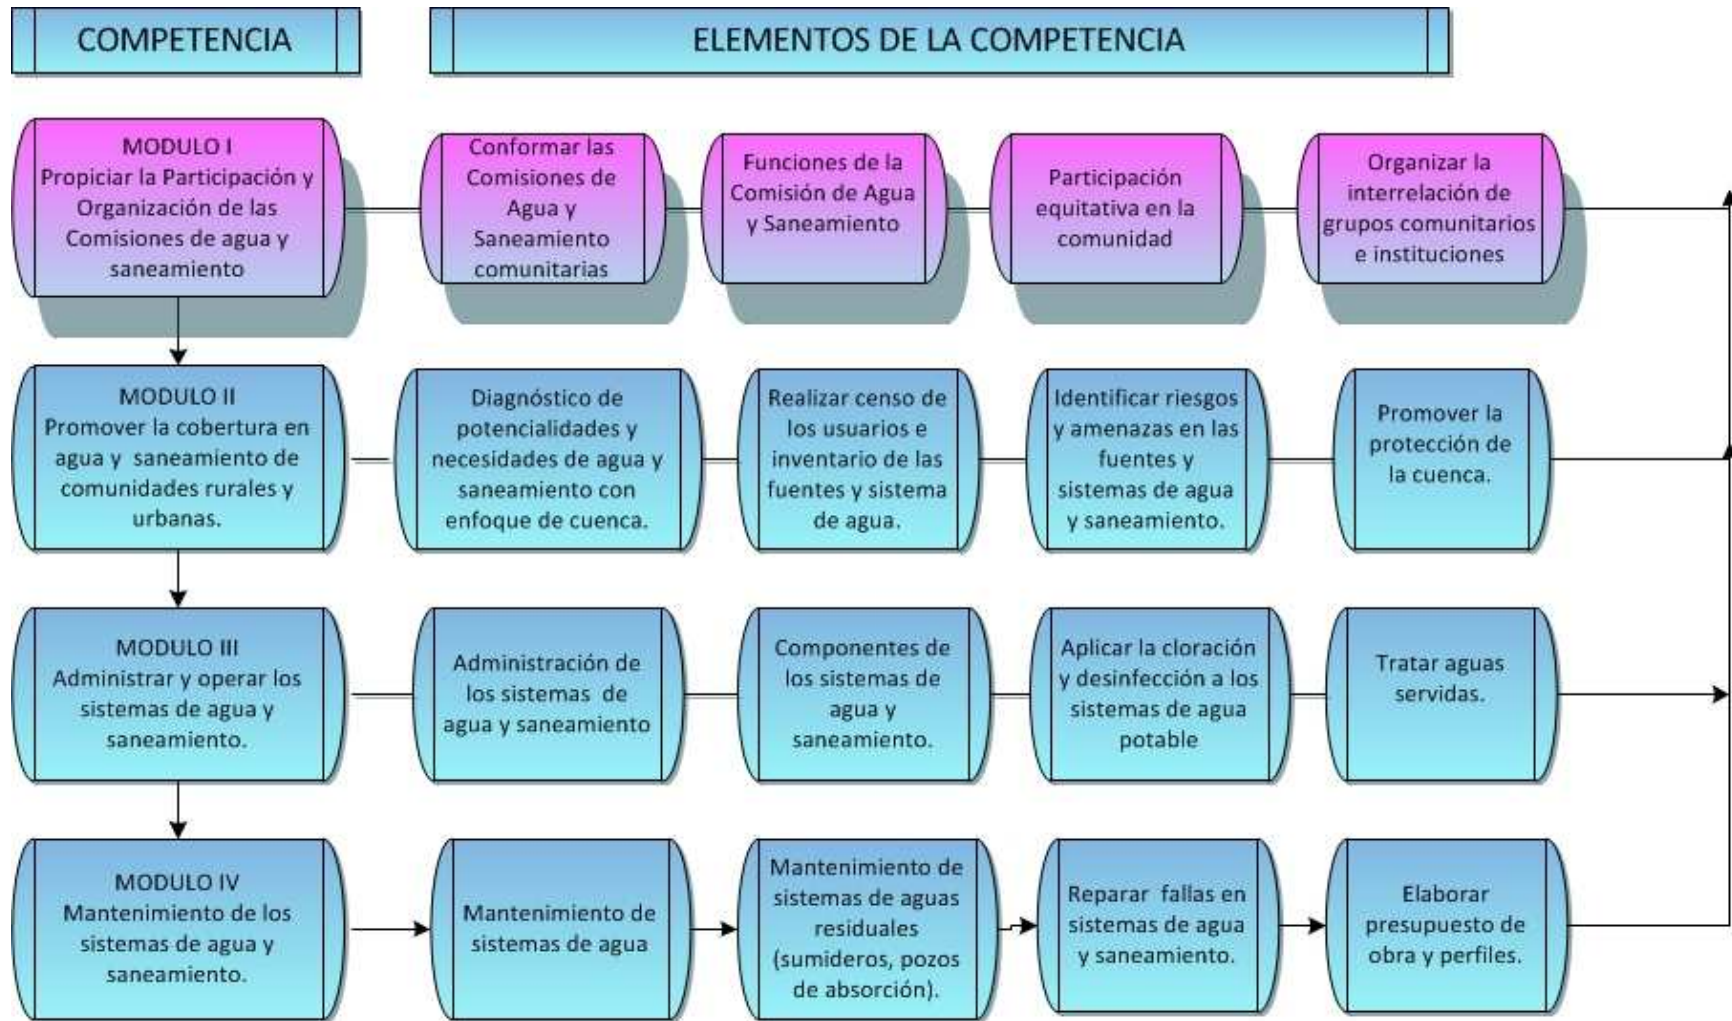 COMPETENCIA
ELEMENTOS DE LA COMPETENCIA
MODULO I
Propiciar la Participación y
Organización de las
Comisiones de agua y
saneamiento
Conformar las
Comisiones de
Agua y
Saneamiento
comunitarias
Funciones de la
Comisión de Agua
y Saneamiento
Participación
equitativa en la
comunidad
Organizar la
interrelación de
grupos comunitarios
e instituciones
MODULO II
Promover la cobertura en
agua y saneamiento de
comunidades rurales y
urbanas.
Diagnóstico de
potencialidades y
necesidades de agua y
saneamiento con
enfoque de cuenca.
Realizar censo de
los usuarios e
inventario de las
fuentes y sistema
de agua.
Identificar riesgos
y amenazas en las
fuentes y
sistemas de agua
y saneamiento.
Promover la
protección de
la cuenca.
MODULO III
Administrar y operar los
sistemas de agua y
saneamiento.
Administración de
los sistemas de
agua y saneamiento
Componentes de
los sistemas de
agua y
saneamiento.
Aplicar la cloración
y desinfección a los
sistemas de agua
potable
Tratar aguas
servidas.
MODULO IV
Mantenimiento de los
sistemas de agua y
saneamiento.
Mantenimiento de
sistemas de agua
Mantenimiento de
sistemas de aguas
residuales
(sumideros, pozos
de absorción).
Reparar fallas en
sistemas de agua
y saneamiento.
Elaborar
presupuesto de
obra y perfiles.